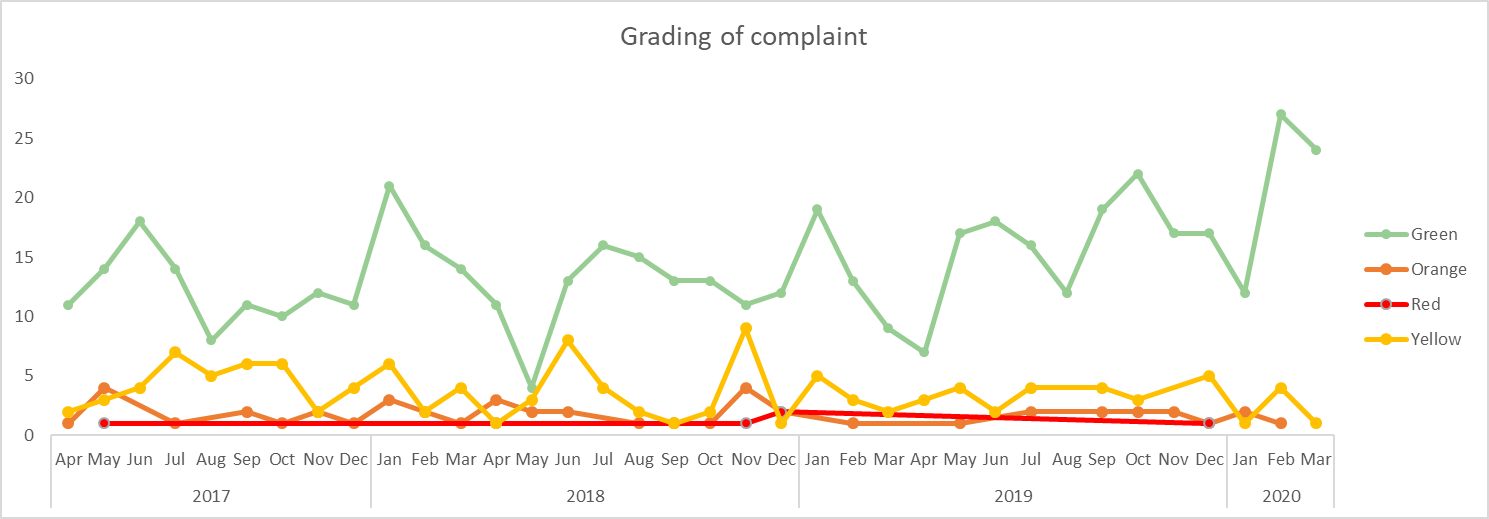 Grading of complaint
30
25
20
15
10
5
0
Apr May Jun Jul Aug Sep Oct Nov Dec Jan Feb Mar Apr May Jun Jul Aug Sep Oct Nov Dec Jan Feb Mar Apr May Jun Jul Aug Sep Oct Nov Dec Jan Feb Mar
2017 2018 2019 2020
Green
Orange
Red
Yellow